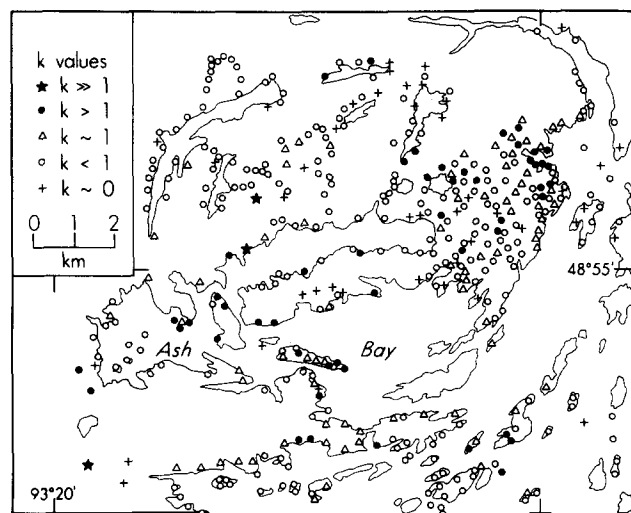 k values
★ k ≫ 1
● k > 1
△ k ~ 1
○ k < 1
+ k ~ 0
0 1 2
km
48°55'
Ash Bay
93°20'